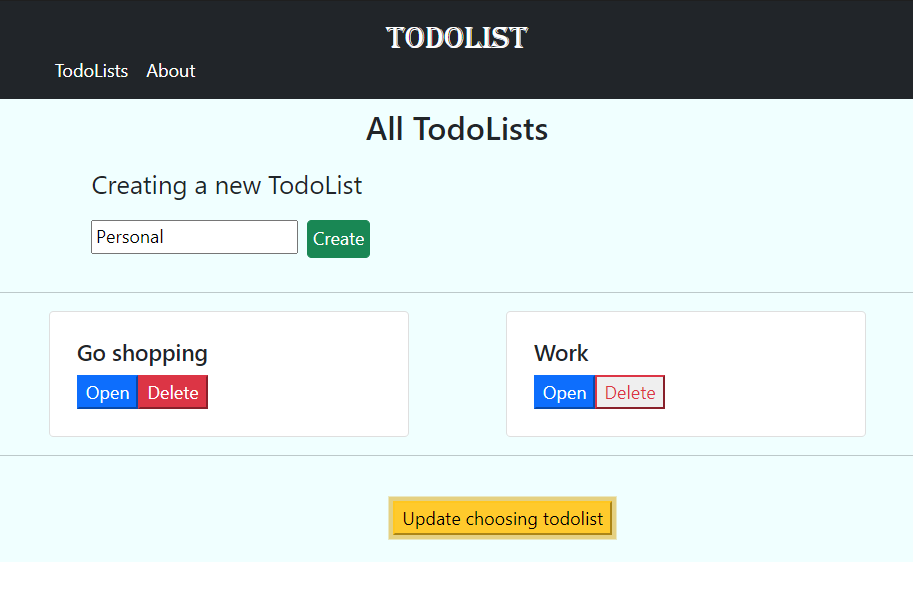 TODOLIST
TodoLists About
All TodoLists
Creating a new TodoList
Personal Create
Go shopping
Open Delete
Work
Open Delete
Update choosing todolist